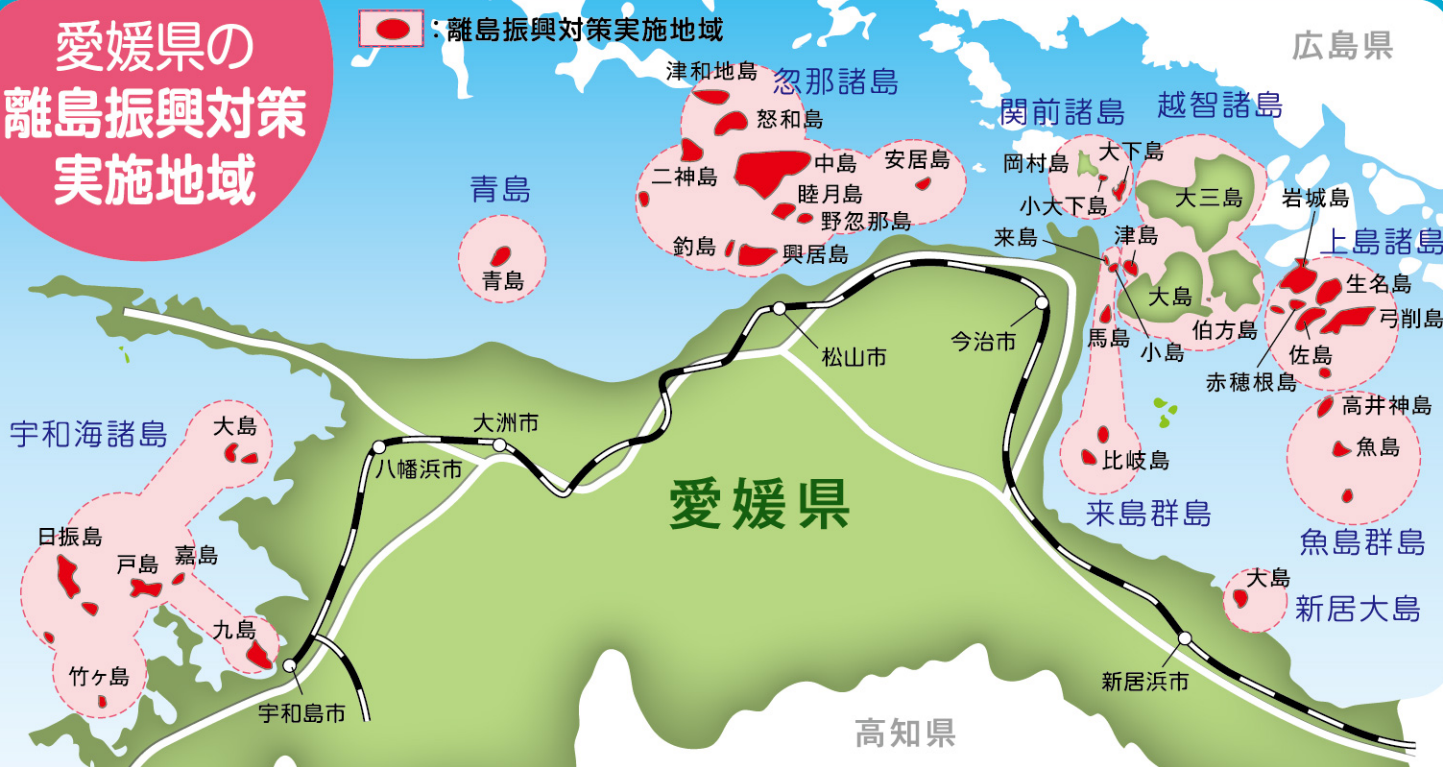 愛媛県の
離島振興対策
実施地域
:離島振興対策実施地域
広島県
津和地島
忽那諸島
怒和島
二神島
中島
安居島
睦月島
野忽那島
釣島
興居島
青島
青島
関前諸島
越智諸島
岡村島
大下島
小大下島
大三島
岩城島
来島
津島
上島諸島
大島
生名島
弓削島
伯方島
佐島
馬島
小島
赤穂根島
高井神島
魚島
比岐島
来島群島
魚島群島
大島
新居大島
松山市
今治市
大洲市
八幡浜市
宇和海諸島
大島
愛媛県
日振島
戸島
嘉島
九島
竹ヶ島
宇和島市
新居浜市
高知県